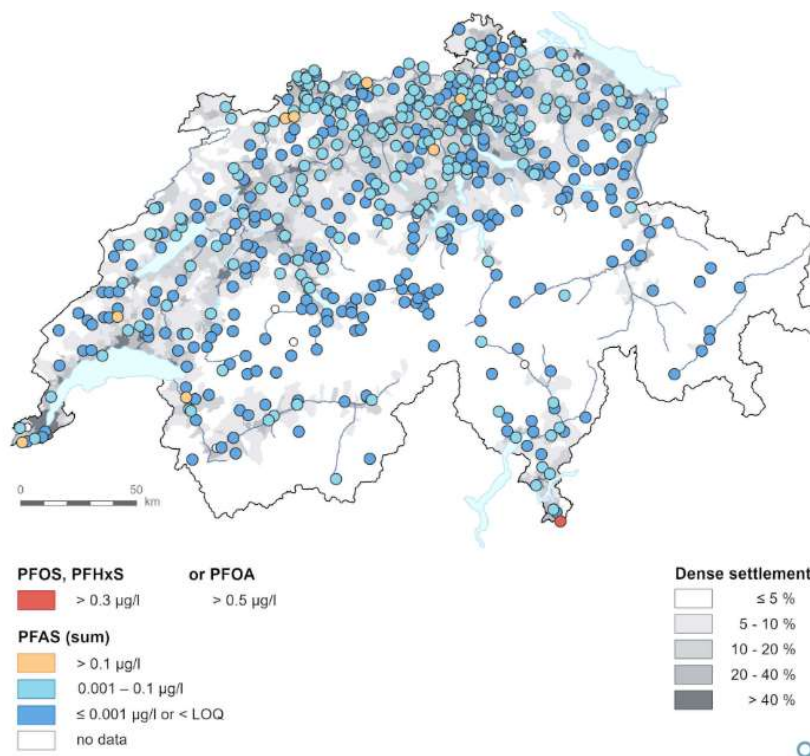 0 50
km
PFOS, PFHxS or PFOA
> 0.3 µg/l > 0.5 µg/l
PFAS (sum)
> 0.1 µg/l
0.001 – 0.1 µg/l
≤ 0.001 µg/l or < LOQ
no data
Dense settlement
≤ 5 %
5 - 10 %
10 - 20 %
20 - 40 %
> 40 %